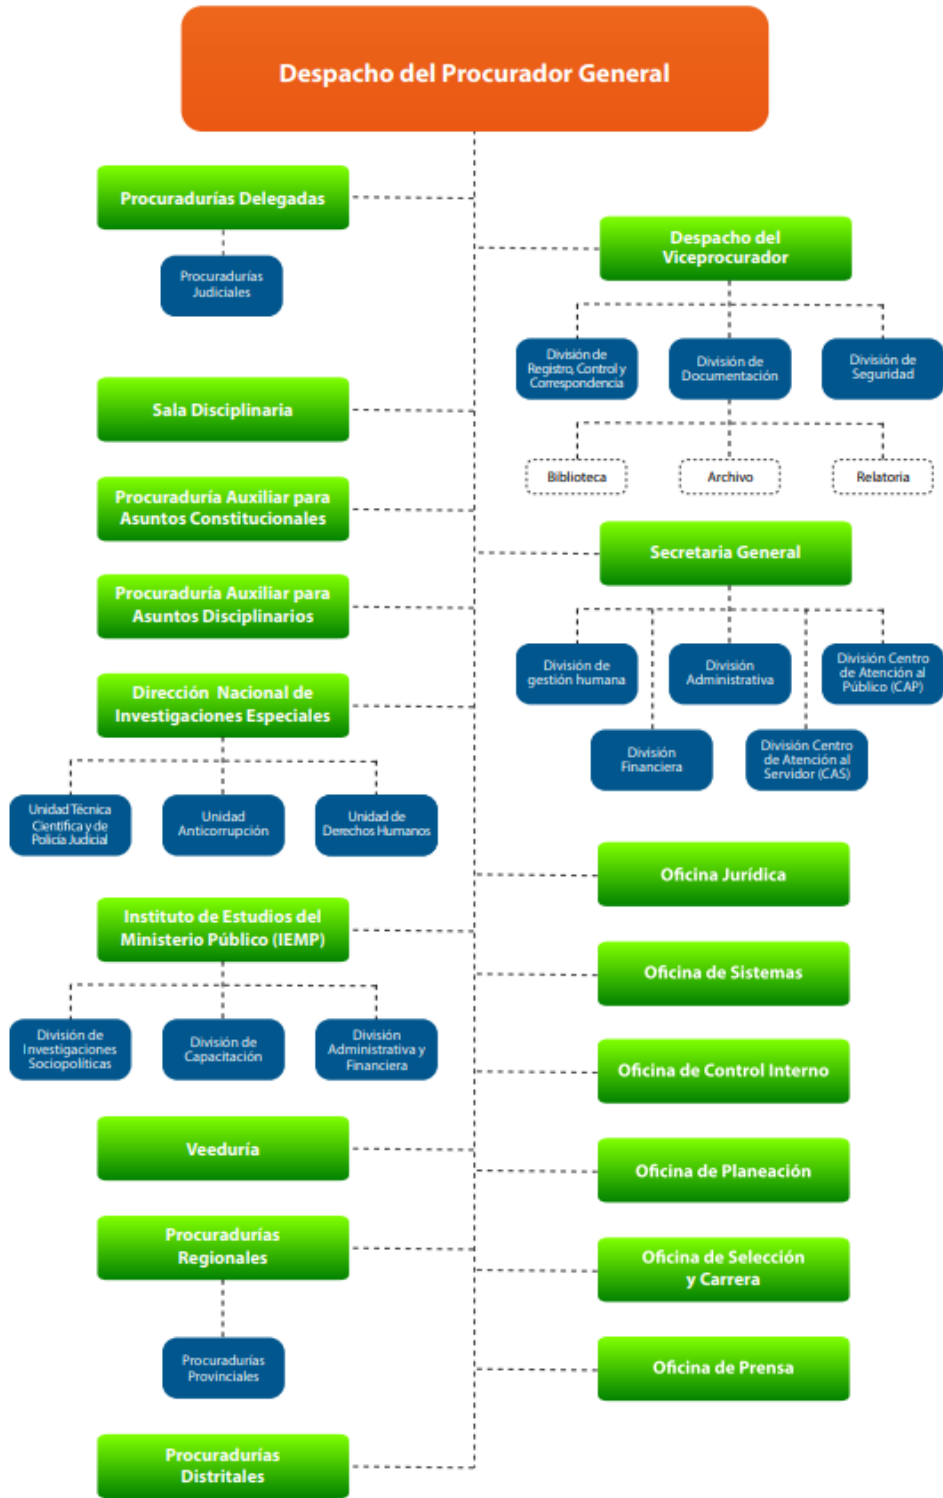 Despacho del Procurador General
Procuradurías Delegadas
Procuradurías
Judiciales
Despacho del
Viceprocurador
División de
Registro, Control y
Correspondencia
División de
Documentación
División de
Seguridad
Biblioteca
Archivo
Relatoria
Sala Disciplinaria
Procuraduría Auxiliar para
Asuntos Constitucionales
Procuraduría Auxiliar para
Asuntos Disciplinarios
Secretaria General
División de
gestión humana
División
Administrativa
División Centro
de Atención al
Público (CAP)
División
Financiera
División Centro
de Atención al
Servidor (CAS)
Dirección Nacional de
Investigaciones Especiales
Unidad Técnica
Científica y de
Policía Judicial
Unidad
Anticorrupción
Unidad de
Derechos Humanos
Instituto de Estudios del
Ministerio Público (IEMP)
División de
Investigaciones
Sociopolíticas
División de
Capacitación
División
Administrativa y
Financiera
Veeduría
Procuradurías
Regionales
Procuradurías
Provinciales
Procuradurías
Distritales
Oficina Jurídica
Oficina de Sistemas
Oficina de Control Interno
Oficina de Planeación
Oficina de Selección
y Carrera
Oficina de Prensa